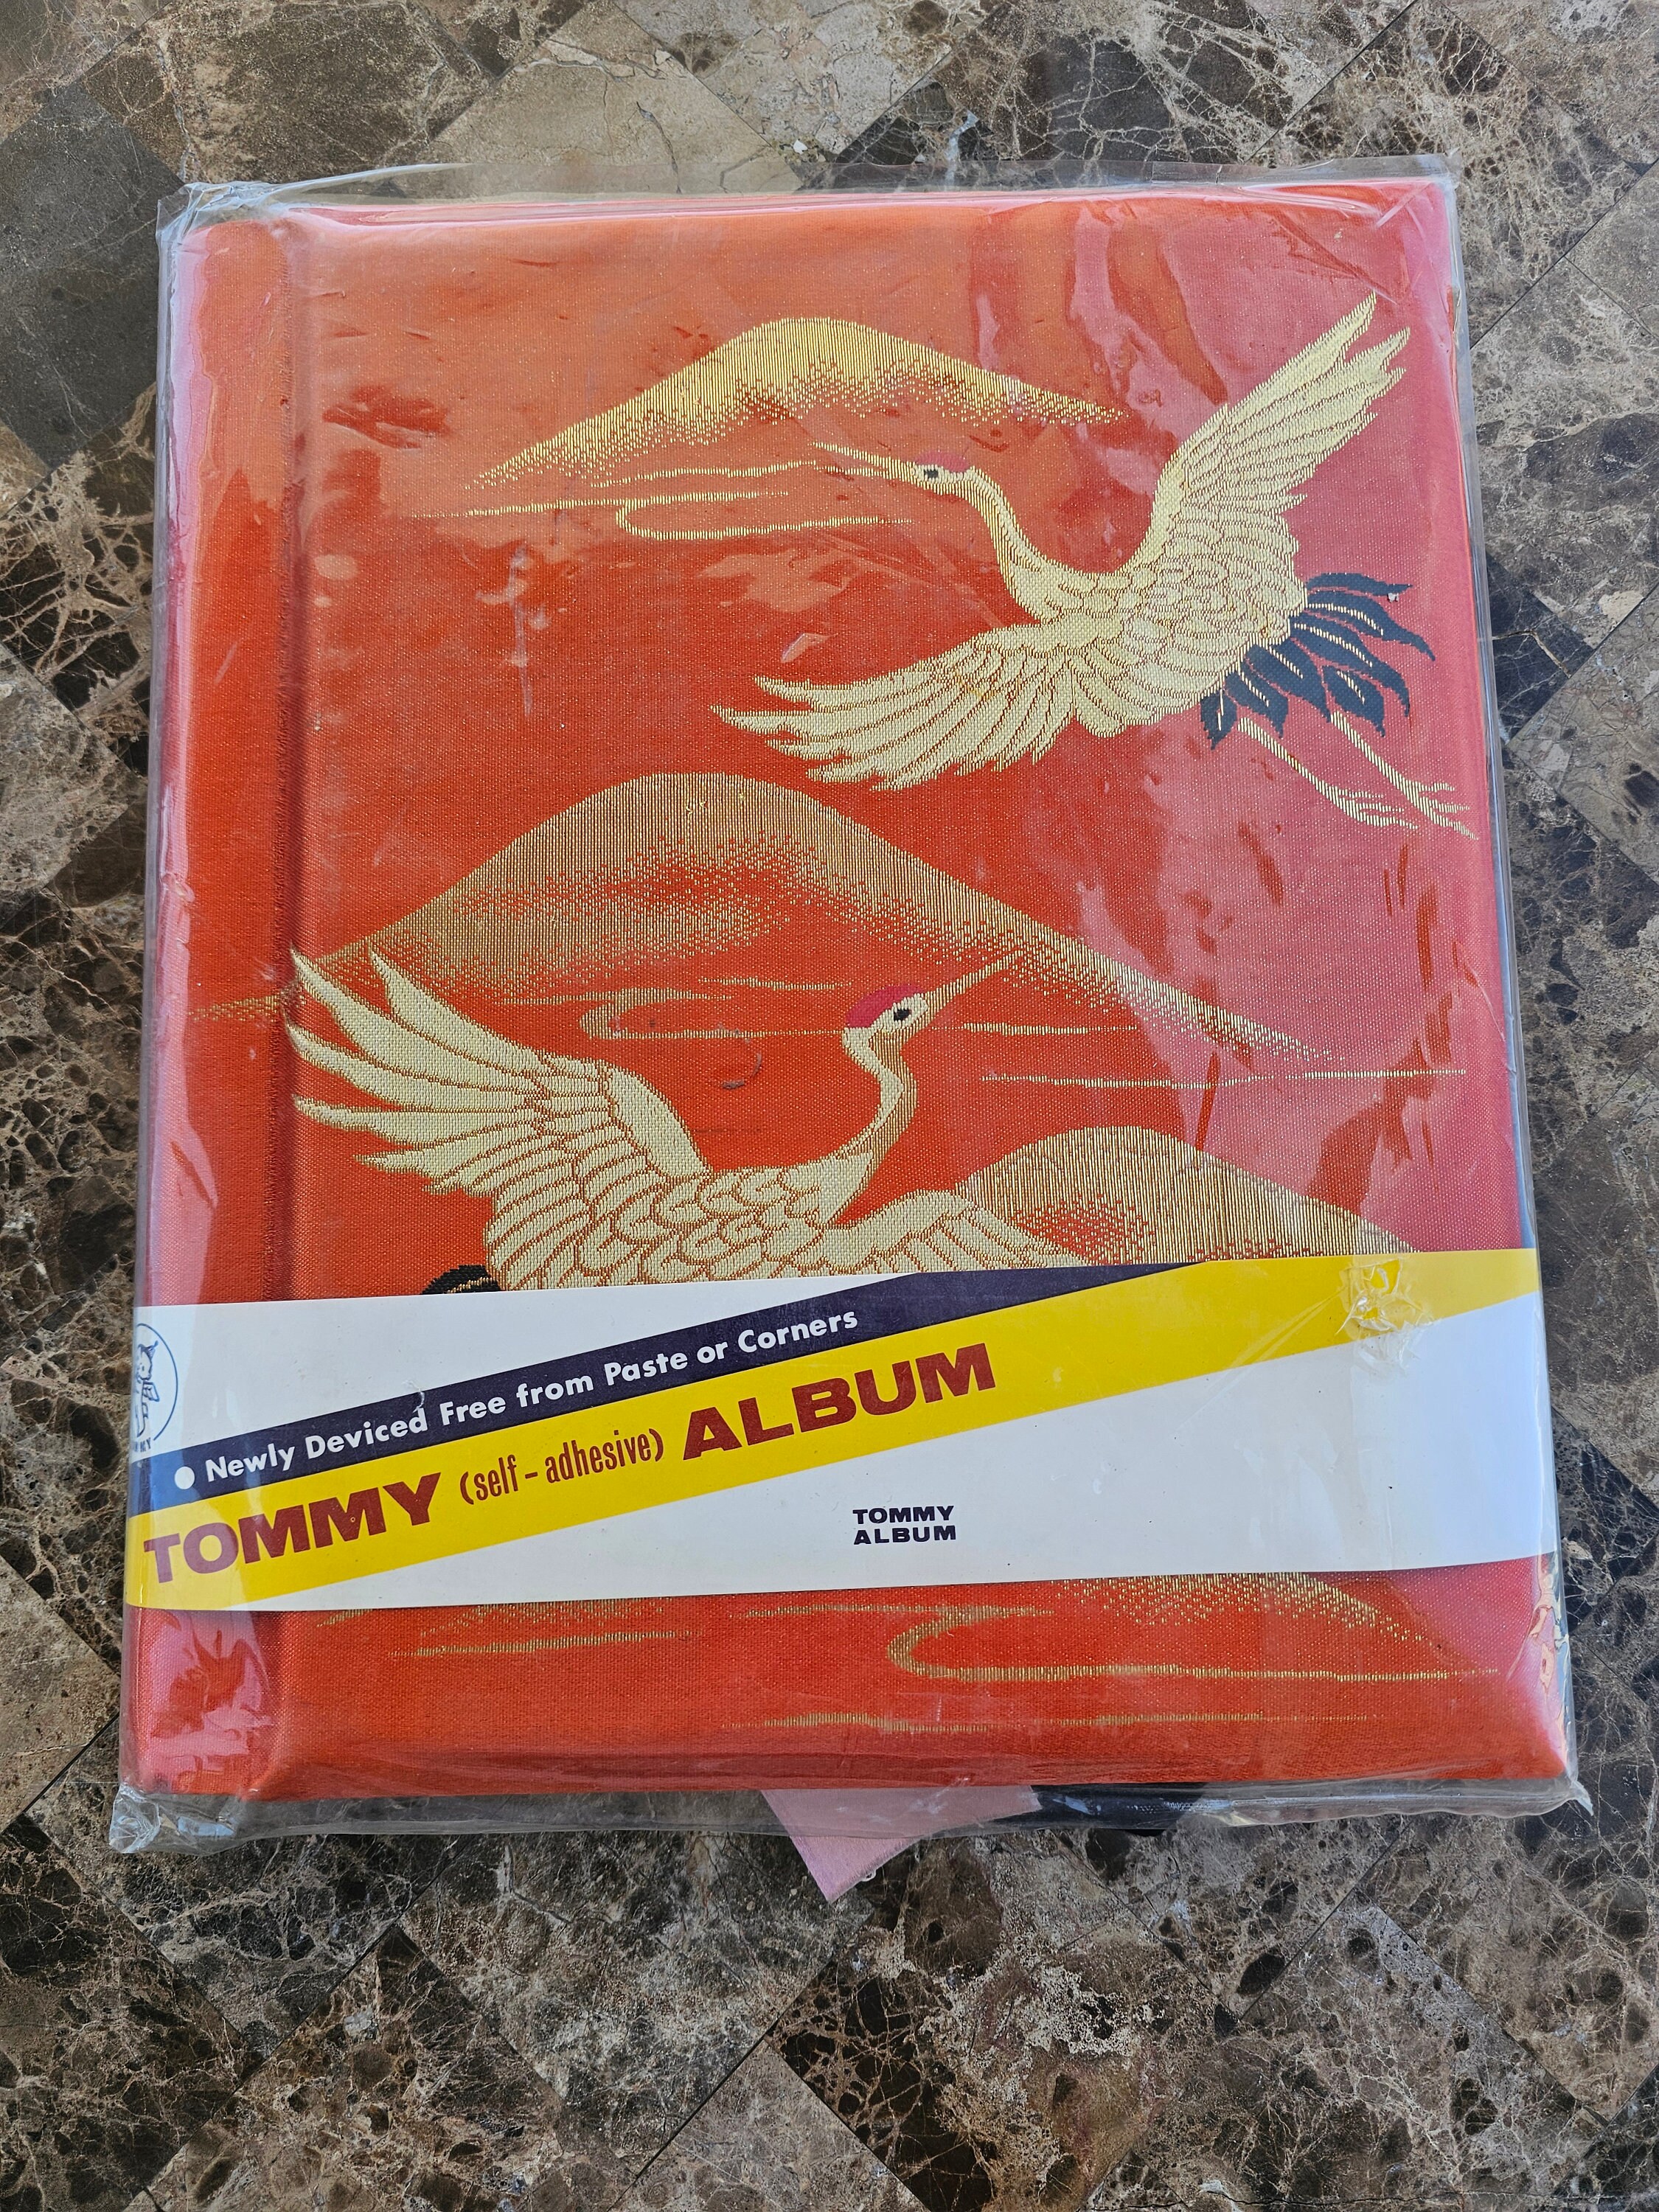 ● Newly Deviced Free from Paste or Corners
TOMMY (self-adhesive) ALBUM
TOMMY
ALBUM